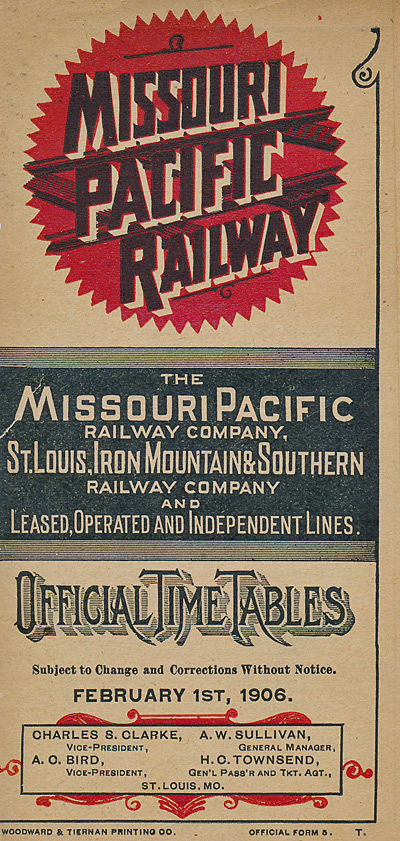 MISSOURI
PACIFIC
RAILWAY
THE
MISSOURI PACIFIC
RAILWAY COMPANY,
ST. LOUIS, IRON MOUNTAIN & SOUTHERN
RAILWAY COMPANY
AND
LEASED, OPERATED AND INDEPENDENT LINES.
OFFICIAL TIME TABLES
Subject to Change and Corrections Without Notice.
FEBRUARY 1ST, 1906.
CHARLES S. CLARKE, A. W. SULLIVAN,
VICE-PRESIDENT, GENERAL MANAGER,
A. C. BIRD, H. C. TOWNSEND,
VICE-PRESIDENT, GEN'L PASS'R AND TKT. AGT.,
ST. LOUIS, MO.
WOODWARD & TIERNAN PRINTING CO. OFFICIAL FORM 5. T.